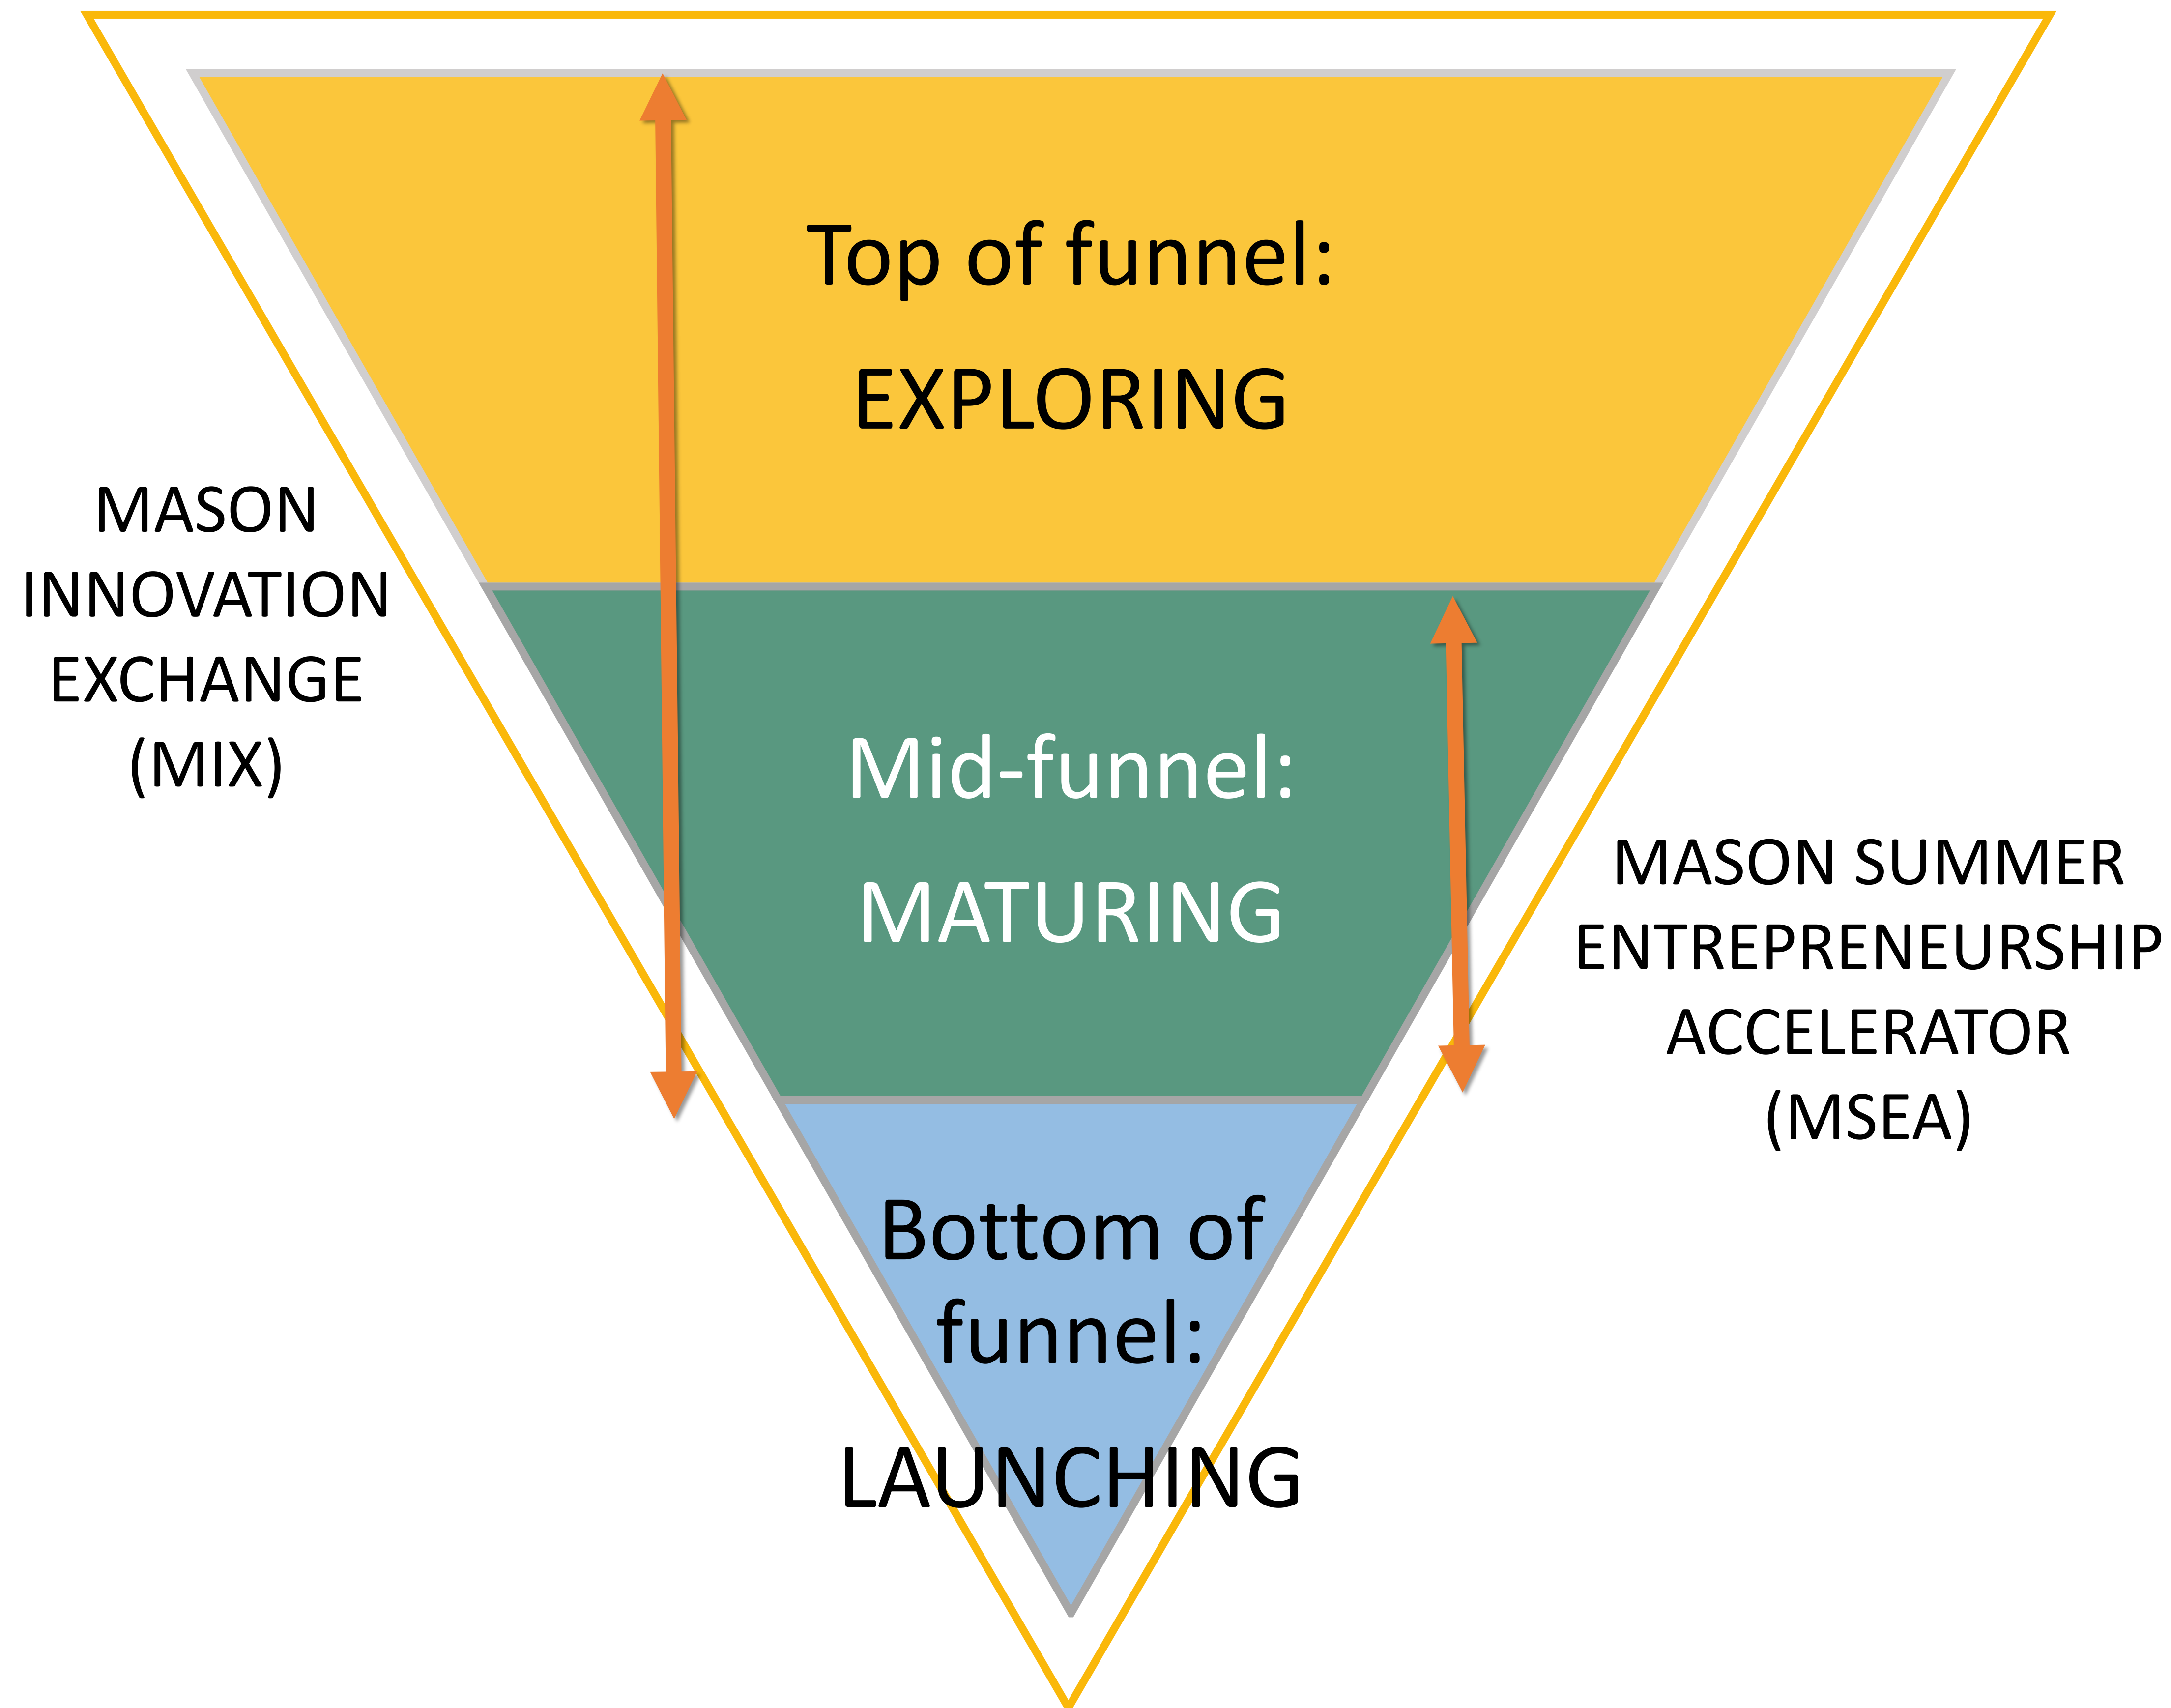 Top of funnel:
EXPLORING
MASON
INNOVATION
EXCHANGE
(MIX)
Mid-funnel:
MATURING
MASON SUMMER
ENTREPRENEURSHIP
ACCELERATOR
(MSEA)
Bottom of
funnel:
LAUNCHING